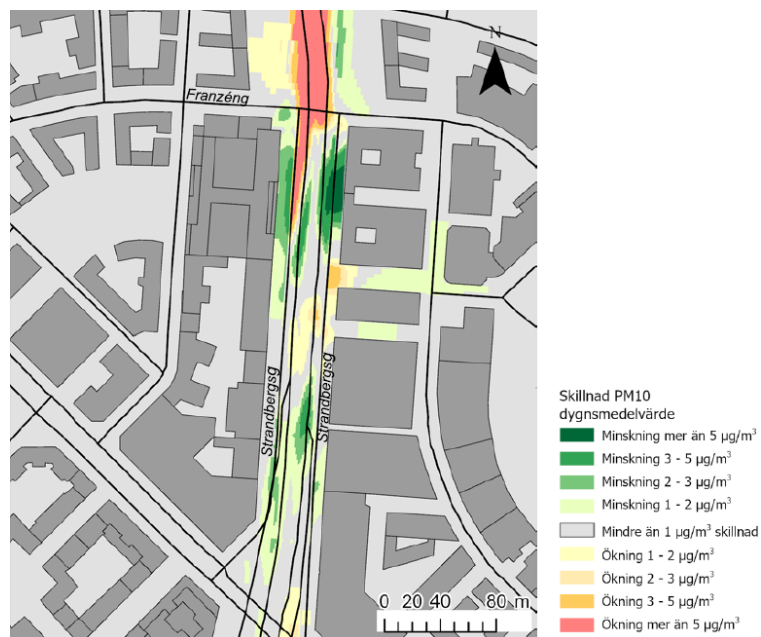 N
Franzéng
Strandbergsg
Strandbergsg
0 20 40 80 m
Skillnad PM10
dygnsmedelvärde
Minskning mer än 5 µg/m³
Minskning 3 - 5 µg/m³
Minskning 2 - 3 µg/m³
Minskning 1 - 2 µg/m³
Mindre än 1 µg/m³ skillnad
Ökning 1 - 2 µg/m³
Ökning 2 - 3 µg/m³
Ökning 3 - 5 µg/m³
Ökning mer än 5 µg/m³